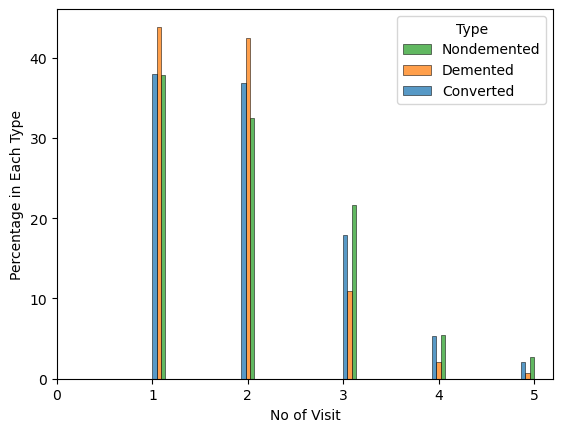 Type
Nondemented
Demented
Converted
Percentage in Each Type
40
30
20
10
0
0 1 2 3 4 5
No of Visit